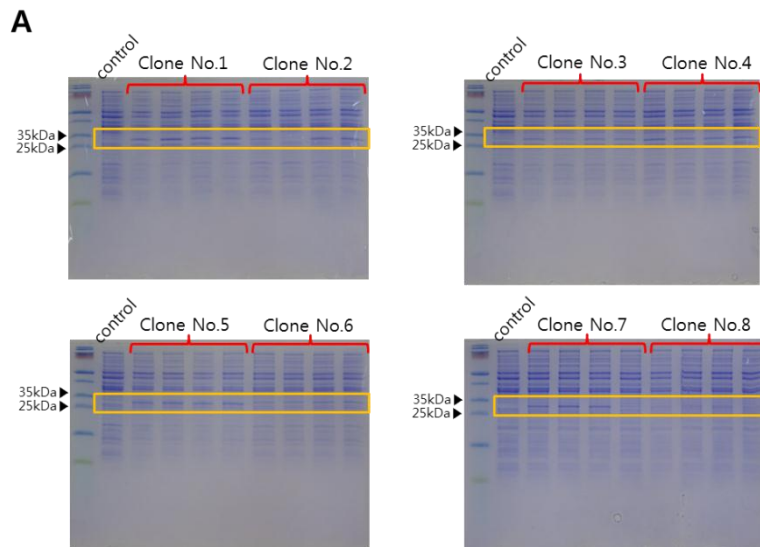 A
control
Clone No.1
Clone No.2
35kDa
25kDa
control
Clone No.3
Clone No.4
35kDa
25kDa
control
Clone No.5
Clone No.6
35kDa
25kDa
control
Clone No.7
Clone No.8
35kDa
25kDa